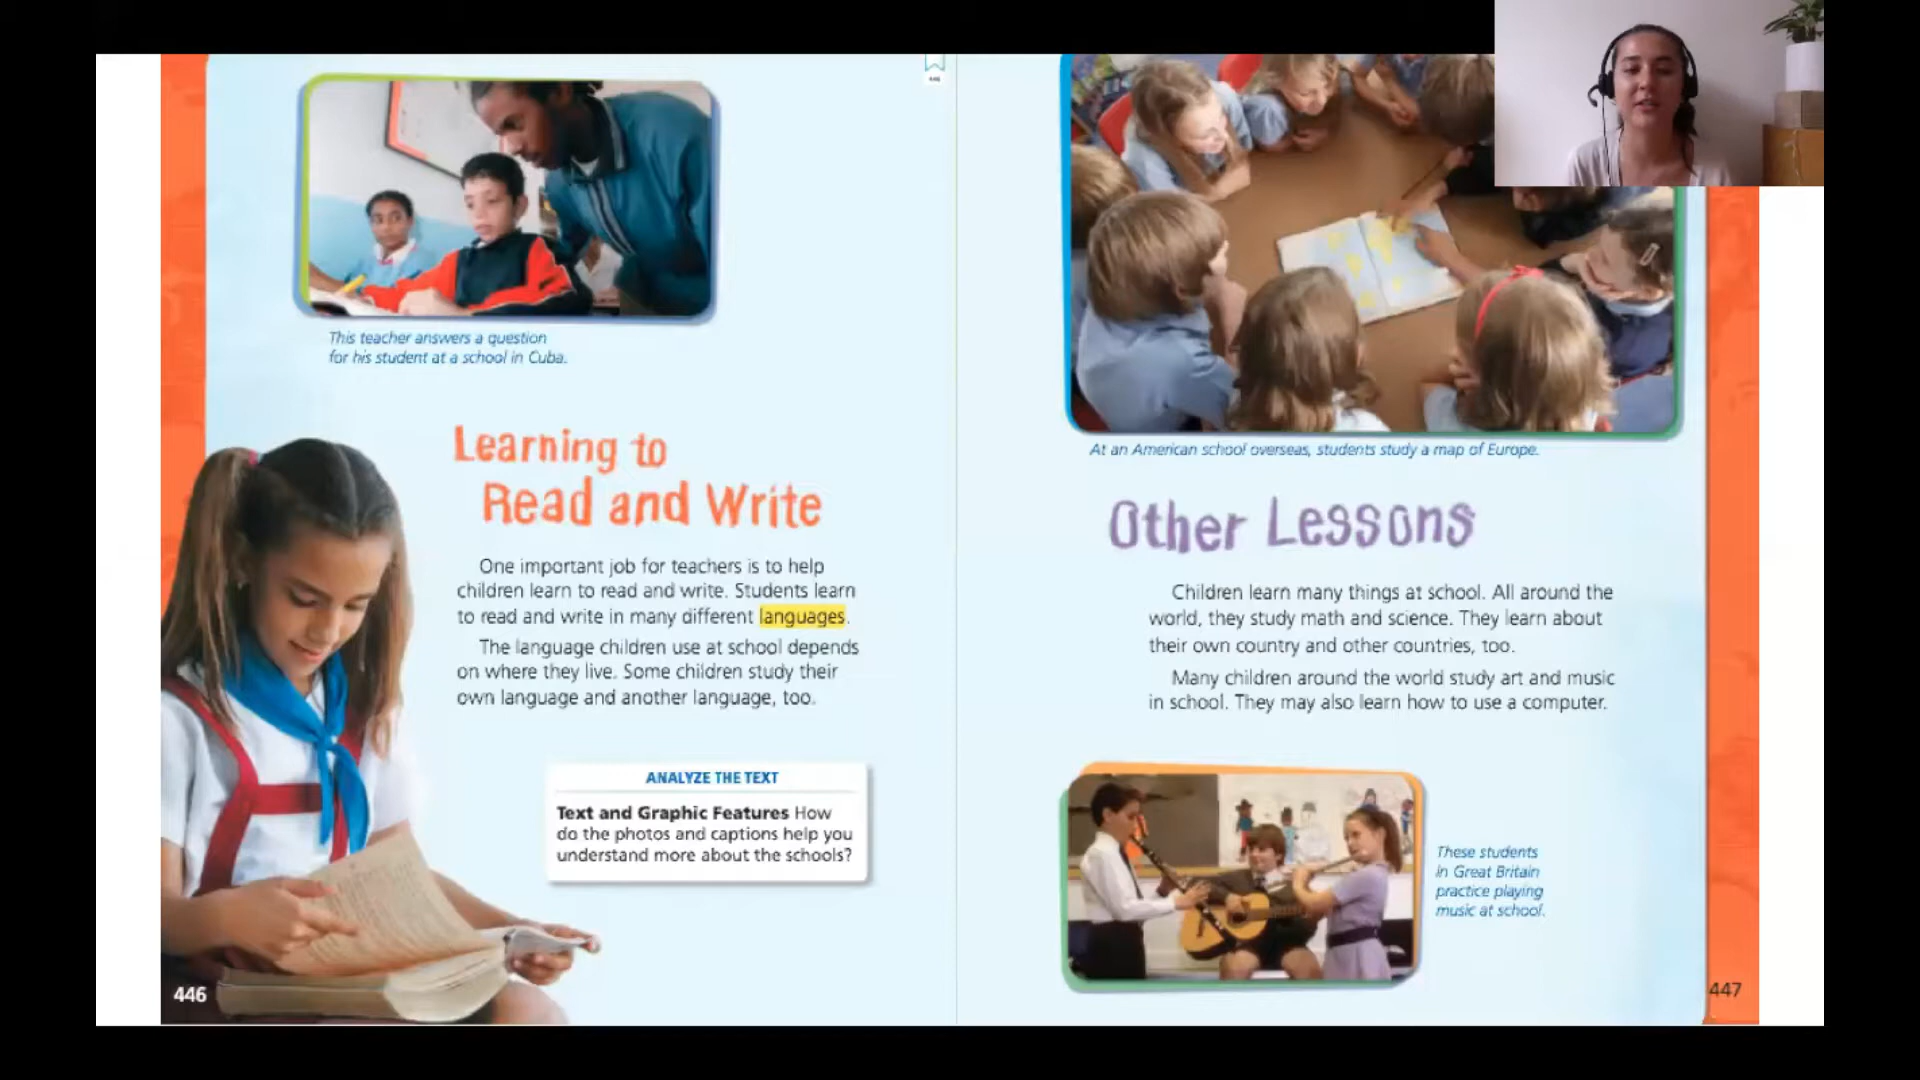 This teacher answers a question
for his student at a school in Cuba.
Learning to
Read and Write
One important job for teachers is to help
children learn to read and write. Students learn
to read and write in many different languages.
The language children use at school depends
on where they live. Some children study their
own language and another language, too.
ANALYZE THE TEXT
Text and Graphic Features How
do the photos and captions help you
understand more about the schools?
446
At an American school overseas, students study a map of Europe.
Other Lessons
Children learn many things at school. All around the
world, they study math and science. They learn about
their own country and other countries, too.
Many children around the world study art and music
in school. They may also learn how to use a computer.
These students
in Great Britain
practice playing
music at school.
447